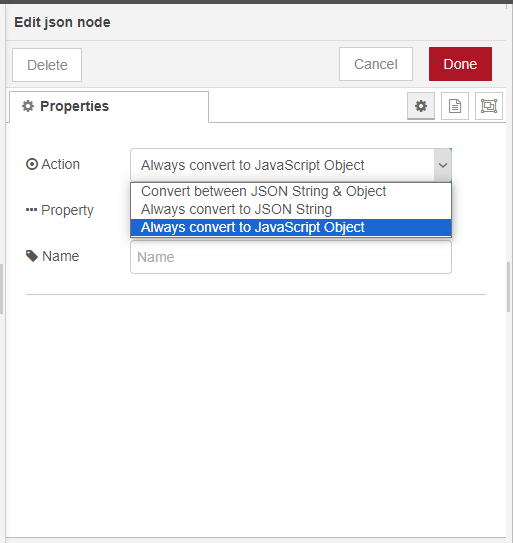 Edit json node
Delete
Cancel
Done
Properties
Action
Always convert to JavaScript Object
Convert between JSON String & Object
Always convert to JSON String
Always convert to JavaScript Object
Property
Name
Name